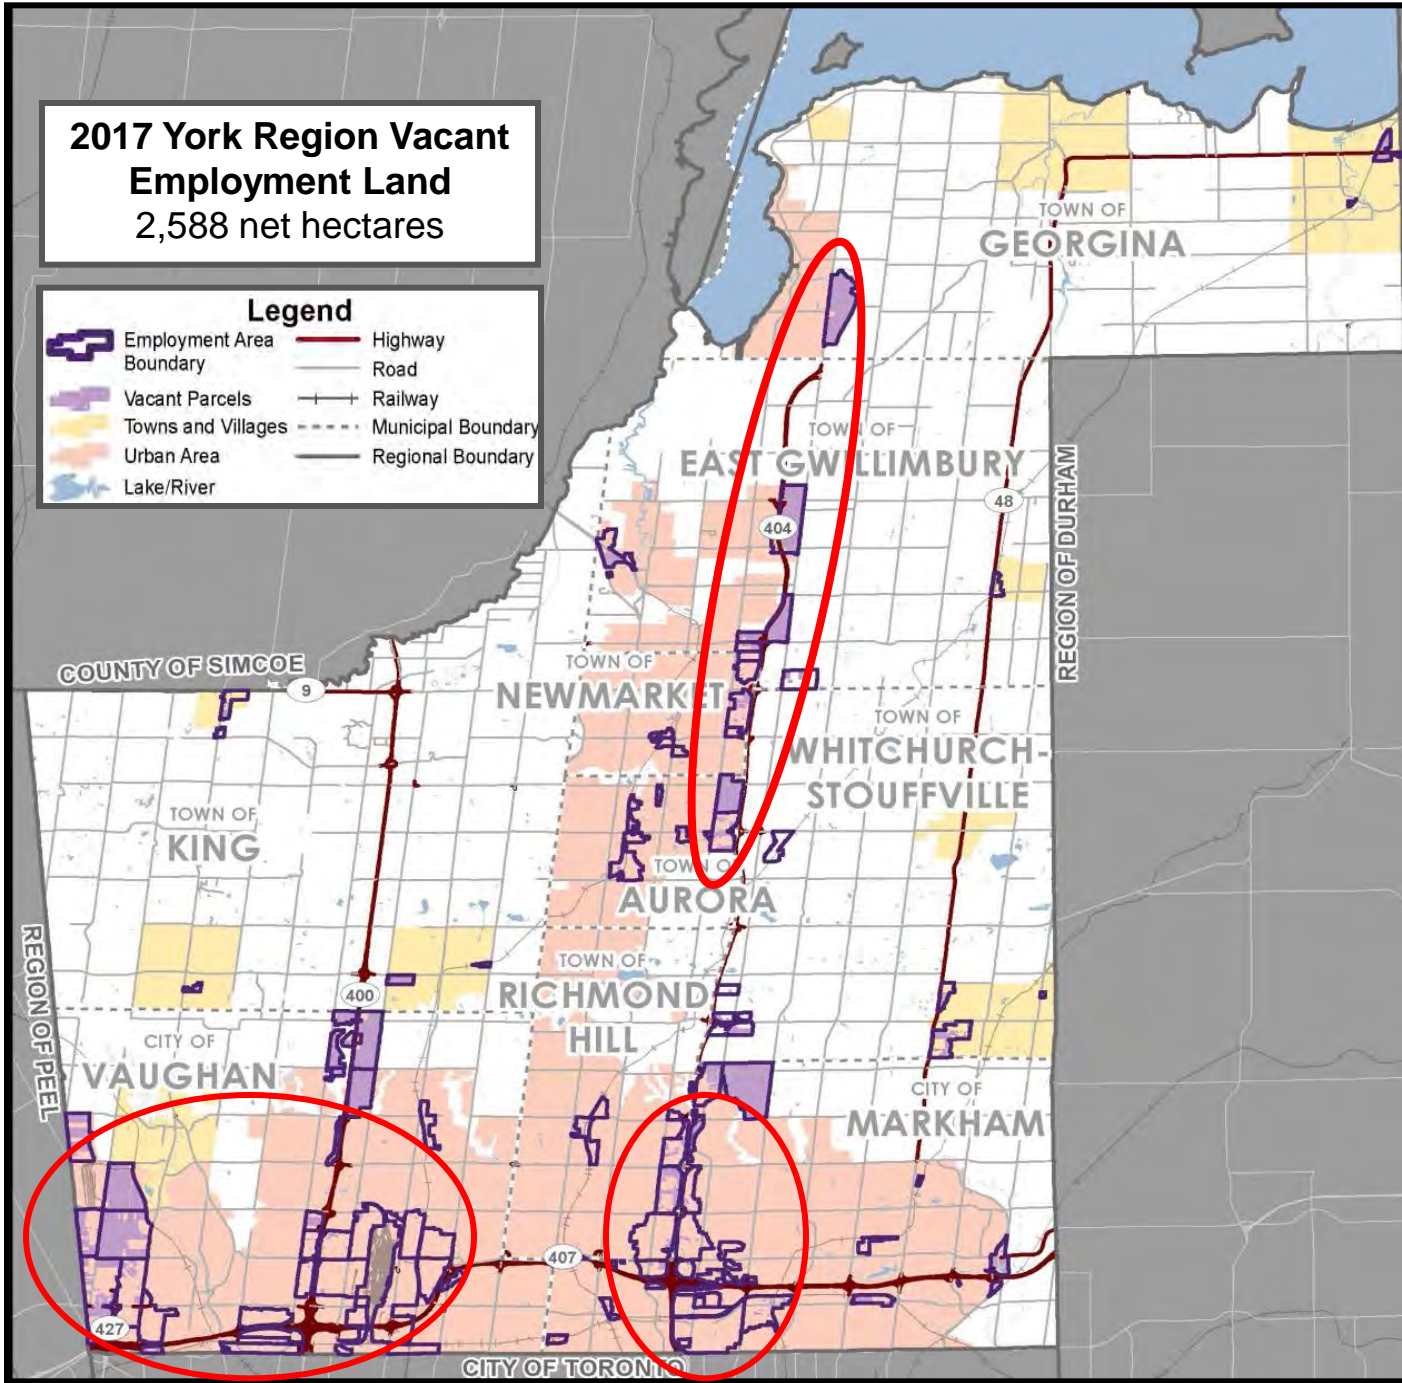 2017 York Region Vacant
Employment Land
2,588 net hectares
Legend
Employment Area
Boundary
Vacant Parcels
Towns and Villages
Urban Area
Lake/River
Highway
Road
Railway
Municipal Boundary
Regional Boundary
TOWN OF
GEORGINA
TOWN OF
EAST GWILLIMBURY
404
48
REGION OF DURHAM
COUNTY OF SIMCOE
9
TOWN OF
NEWMARKET
TOWN OF
WHITCHURCH-
STOUFFVILLE
TOWN OF
KING
TOWN OF
AURORA
REGION OF PEEL
400
TOWN OF
RICHMOND
HILL
CITY OF
VAUGHAN
CITY OF
MARKHAM
407
427
CITY OF TORONTO